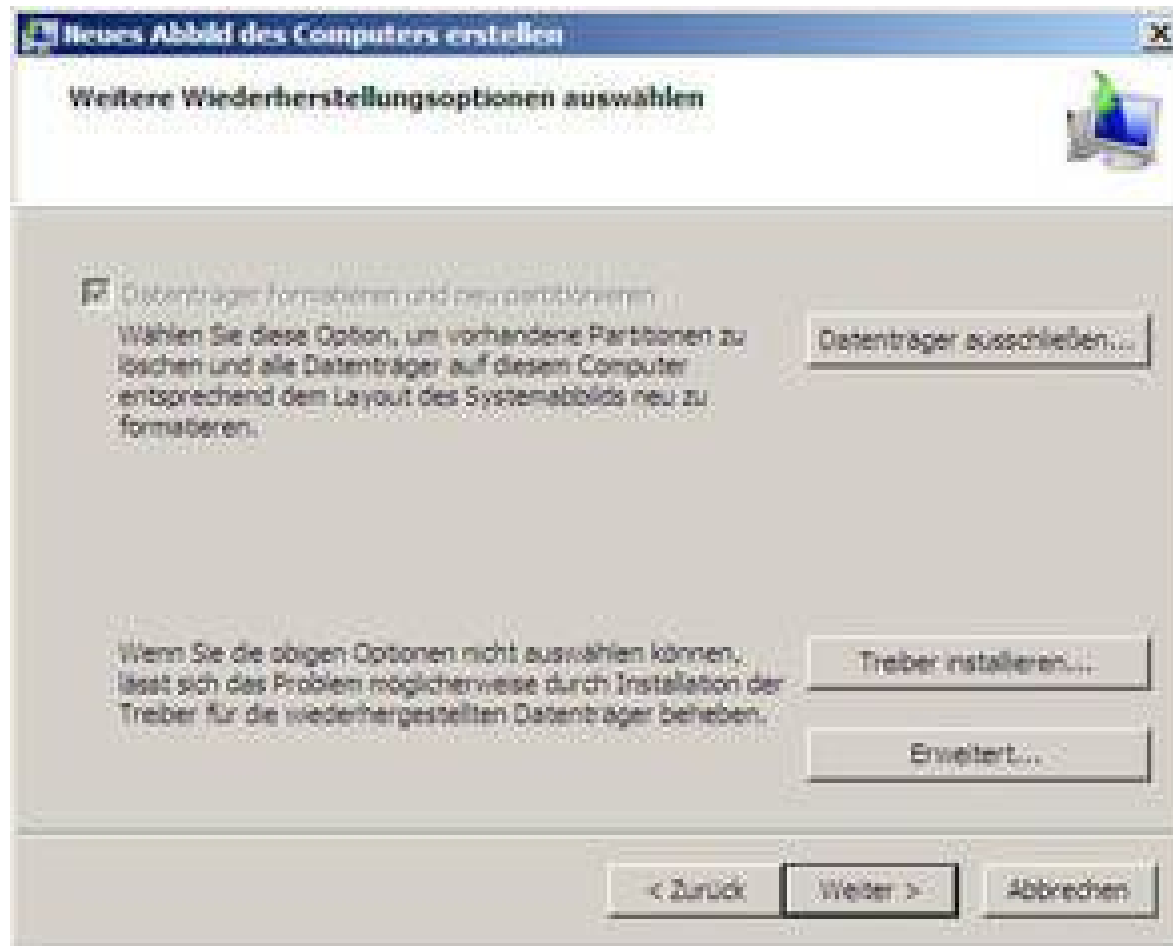 Neues Abbild des Computers erstellen
Weitere Wiederherstellungsoptionen auswählen
Datenträger formatieren und neu partitionieren
Wählen Sie diese Option, um vorhandene Partitionen zu
löschen und alle Datenträger auf diesem Computer
entsprechend dem Layout des Systemabbilds neu zu
formatieren.
Datenträger ausschließen...
Wenn Sie die obigen Optionen nicht auswählen können,
lässt sich das Problem möglicherweise durch Installation der
Treiber für die wiederhergestellten Datenträger beheben.
Treiber installieren...
Erweitert...
< Zurück
Weiter >
Abbrechen